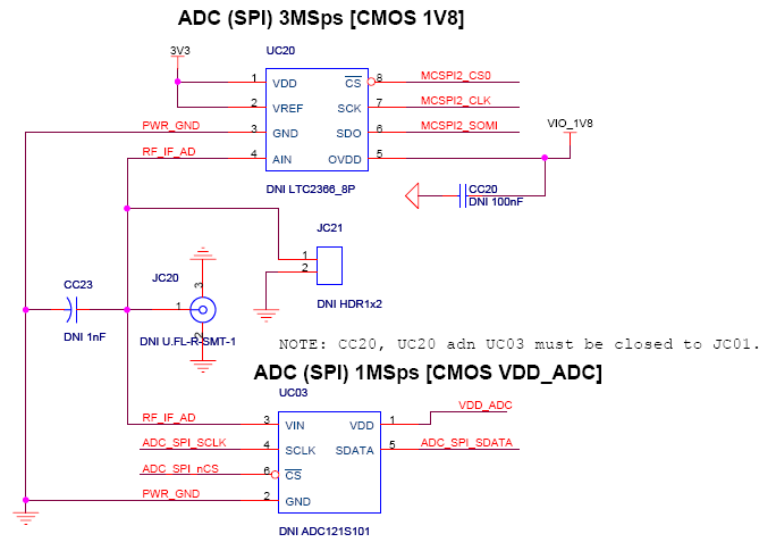 ADC (SPI) 3MSps [CMOS 1V8]
3V3
UC20
1 VDD CS 8 MCSPI2_CS0
2 VREF SCK 7 MCSPI2_CLK
PWR_GND 3 GND SDO 6 MCSPI2_SOMI VIO_1V8
RF_IF_AD 4 AIN OVDD 5
DNI LTC2366_8P
CC20
DNI 100nF
JC21
1
2
DNI HDR1x2
CC23
DNI 1nF
JC20
3
1
2
DNI U.FL-R-SMT-1
NOTE: CC20, UC20 adn UC03 must be closed to JC01.
ADC (SPI) 1MSps [CMOS VDD_ADC]
UC03
RF_IF_AD 3 VIN VDD 1 VDD_ADC
ADC_SPI_SCLK 4 SCLK SDATA 5 ADC_SPI_SDATA
ADC_SPI_nCS 6 CS
PWR_GND 2 GND
DNI ADC121S101